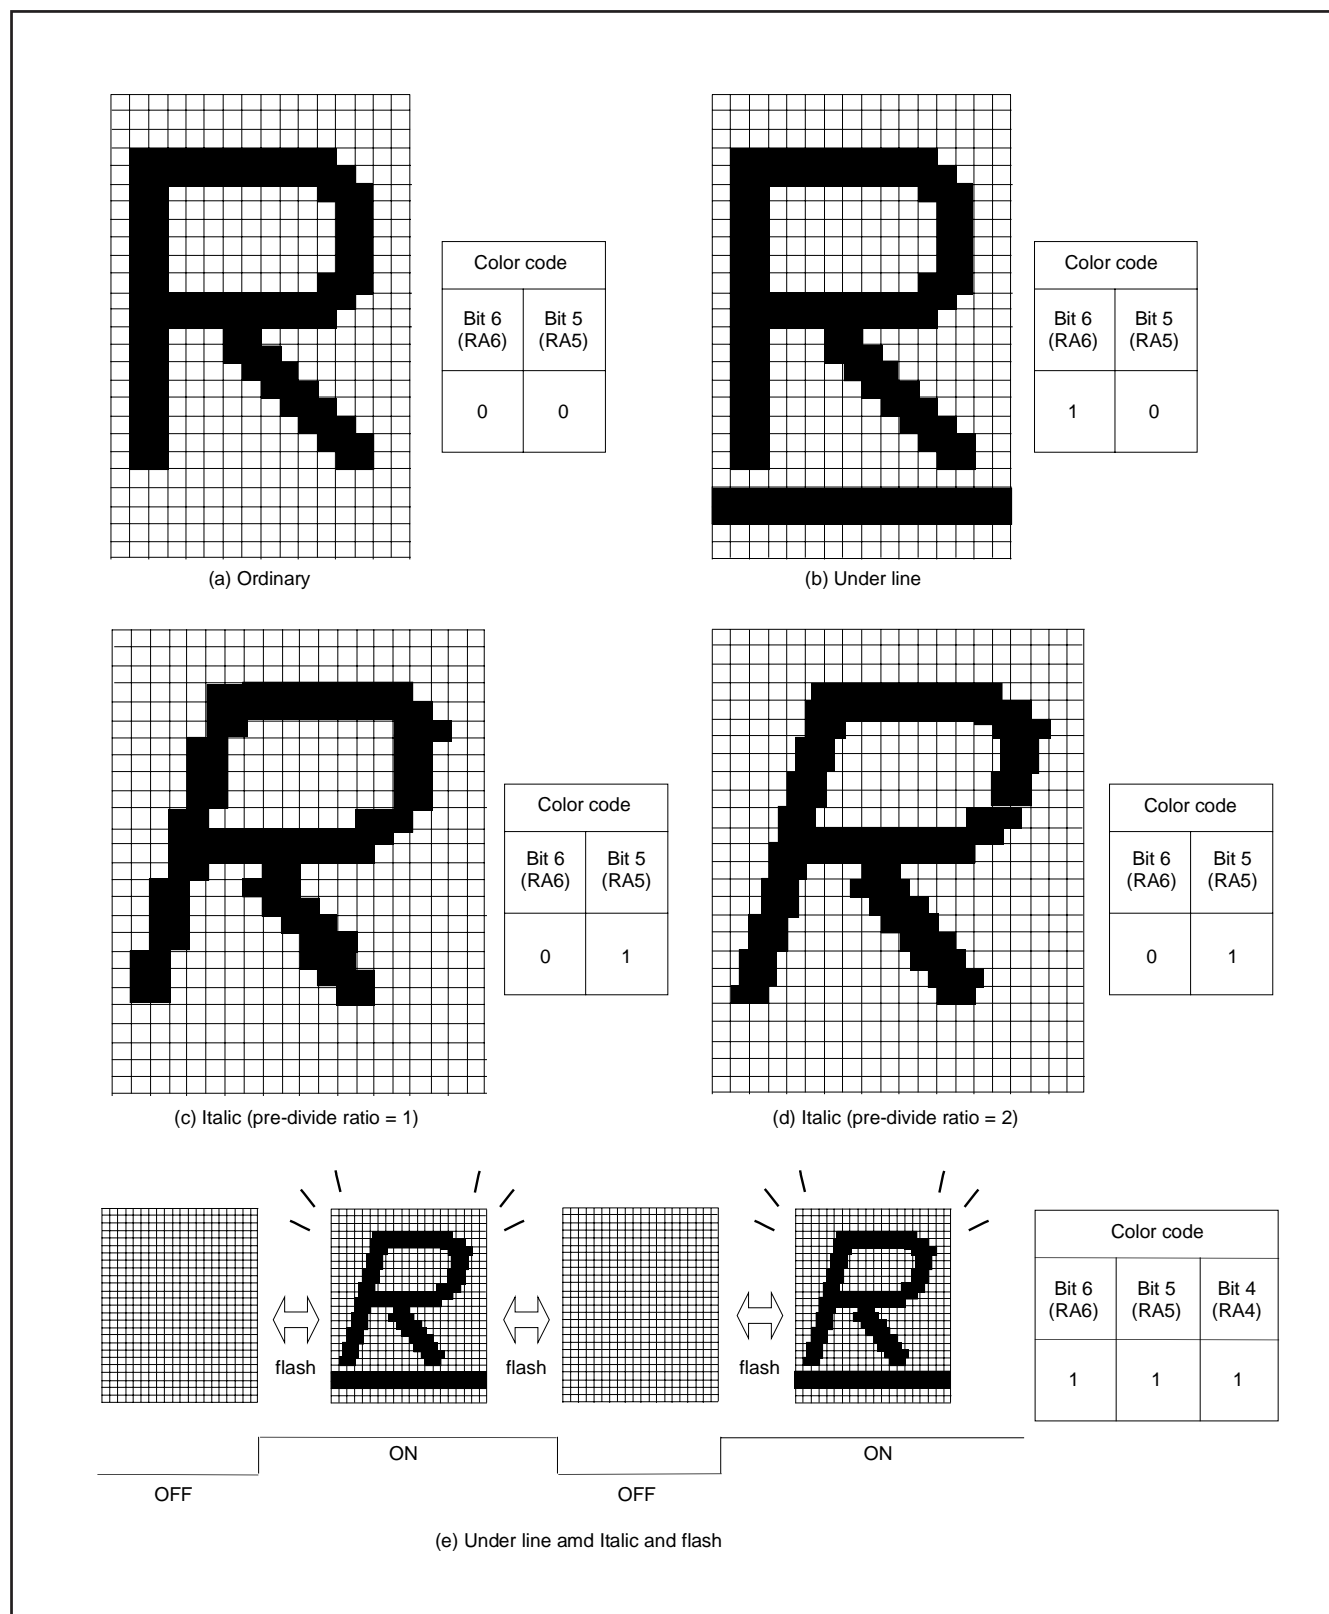 Color code
Bit 6 Bit 5
(RA6) (RA5)
0 0
(a) Ordinary
Color code
Bit 6 Bit 5
(RA6) (RA5)
1 0
(b) Under line
Color code
Bit 6 Bit 5
(RA6) (RA5)
0 1
(c) Italic (pre-divide ratio = 1)
Color code
Bit 6 Bit 5
(RA6) (RA5)
0 1
(d) Italic (pre-divide ratio = 2)
flash flash flash
Color code
Bit 6 Bit 5 Bit 4
(RA6) (RA5) (RA4)
1 1 1
ON ON
OFF OFF
(e) Under line amd Italic and flash